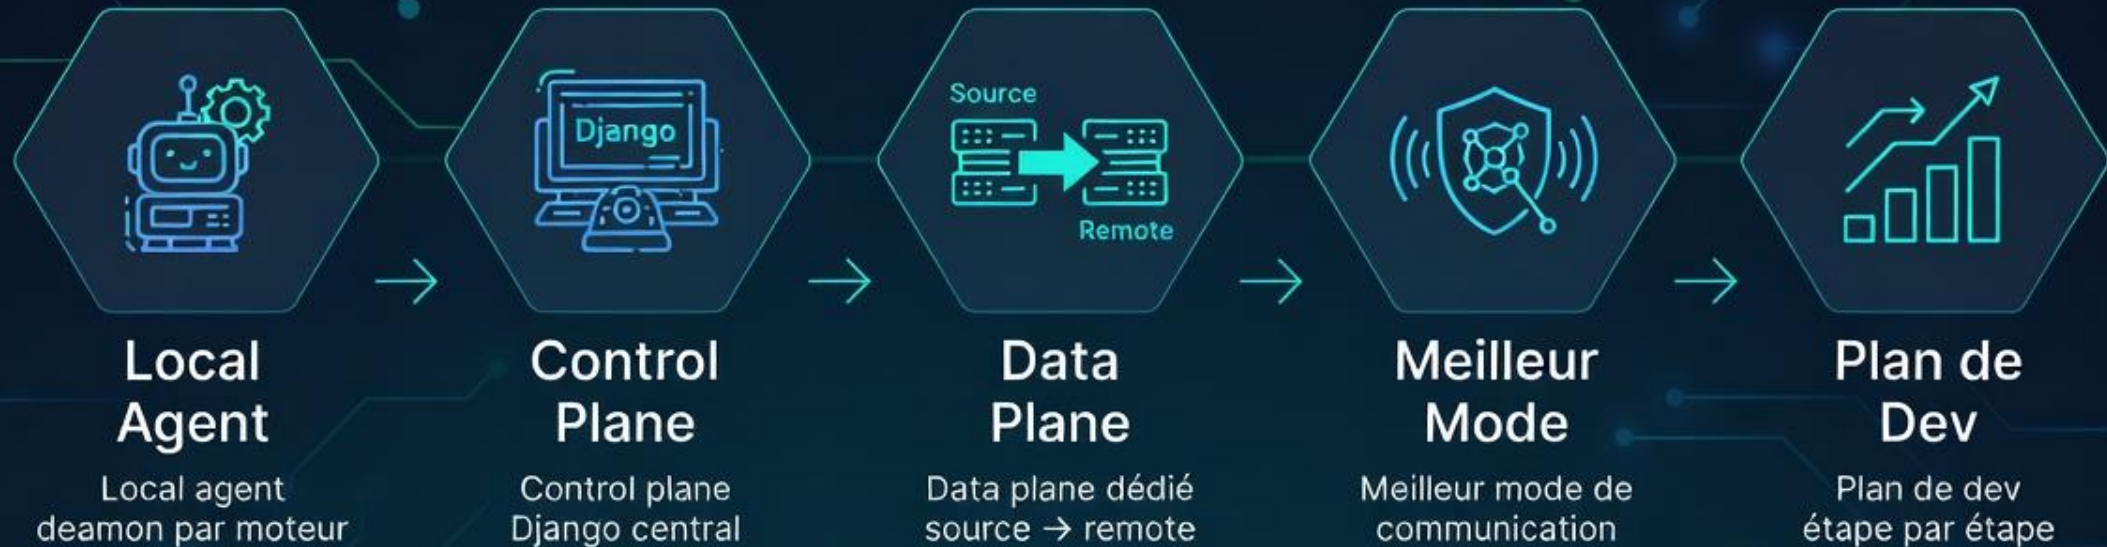 Django
Source
Remote
Local
Agent
Local agent
deamon par moteur
Control
Plane
Control plane
Django central
Data
Plane
Data plane dédié
source → remote
Meilleur
Mode
Meilleur mode de
communication
Plan de
Dev
Plan de dev
étape par étape